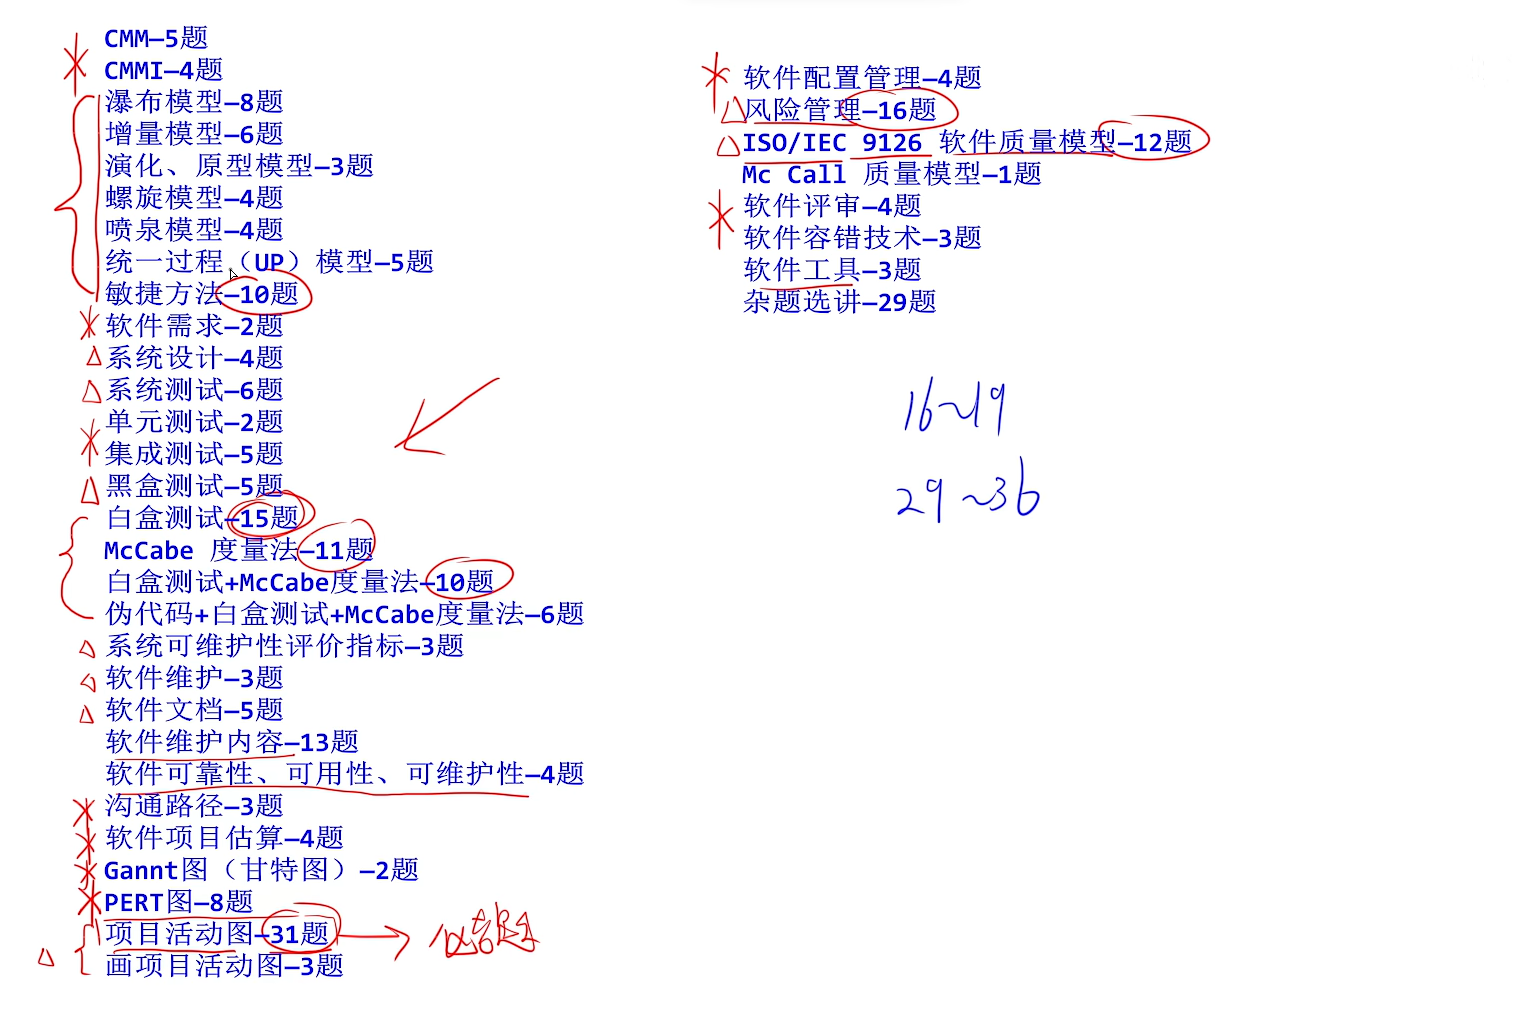 CMM—5题
CMMI—4题
瀑布模型—8题
增量模型—6题
演化、原型模型—3题
螺旋模型—4题
喷泉模型—4题
统一过程（UP）模型—5题
敏捷方法—10题
软件需求—2题
系统设计—4题
系统测试—6题
单元测试—2题
集成测试—5题
黑盒测试—5题
白盒测试—15题
McCabe 度量法—11题
白盒测试+McCabe度量法—10题
伪代码+白盒测试+McCabe度量法—6题
系统可维护性评价指标—3题
软件维护—3题
软件文档—5题
软件维护内容—13题
软件可靠性、可用性、可维护性—4题
沟通路径—3题
软件项目估算—4题
Gannt图（甘特图）—2题
PERT图—8题
项目活动图—31题
画项目活动图—3题
软件配置管理—4题
风险管理—16题
ISO/IEC 9126 软件质量模型—12题
Mc Call 质量模型—1题
软件评审—4题
软件容错技术—3题
软件工具—3题
杂题选讲—29题
16~19
29~36